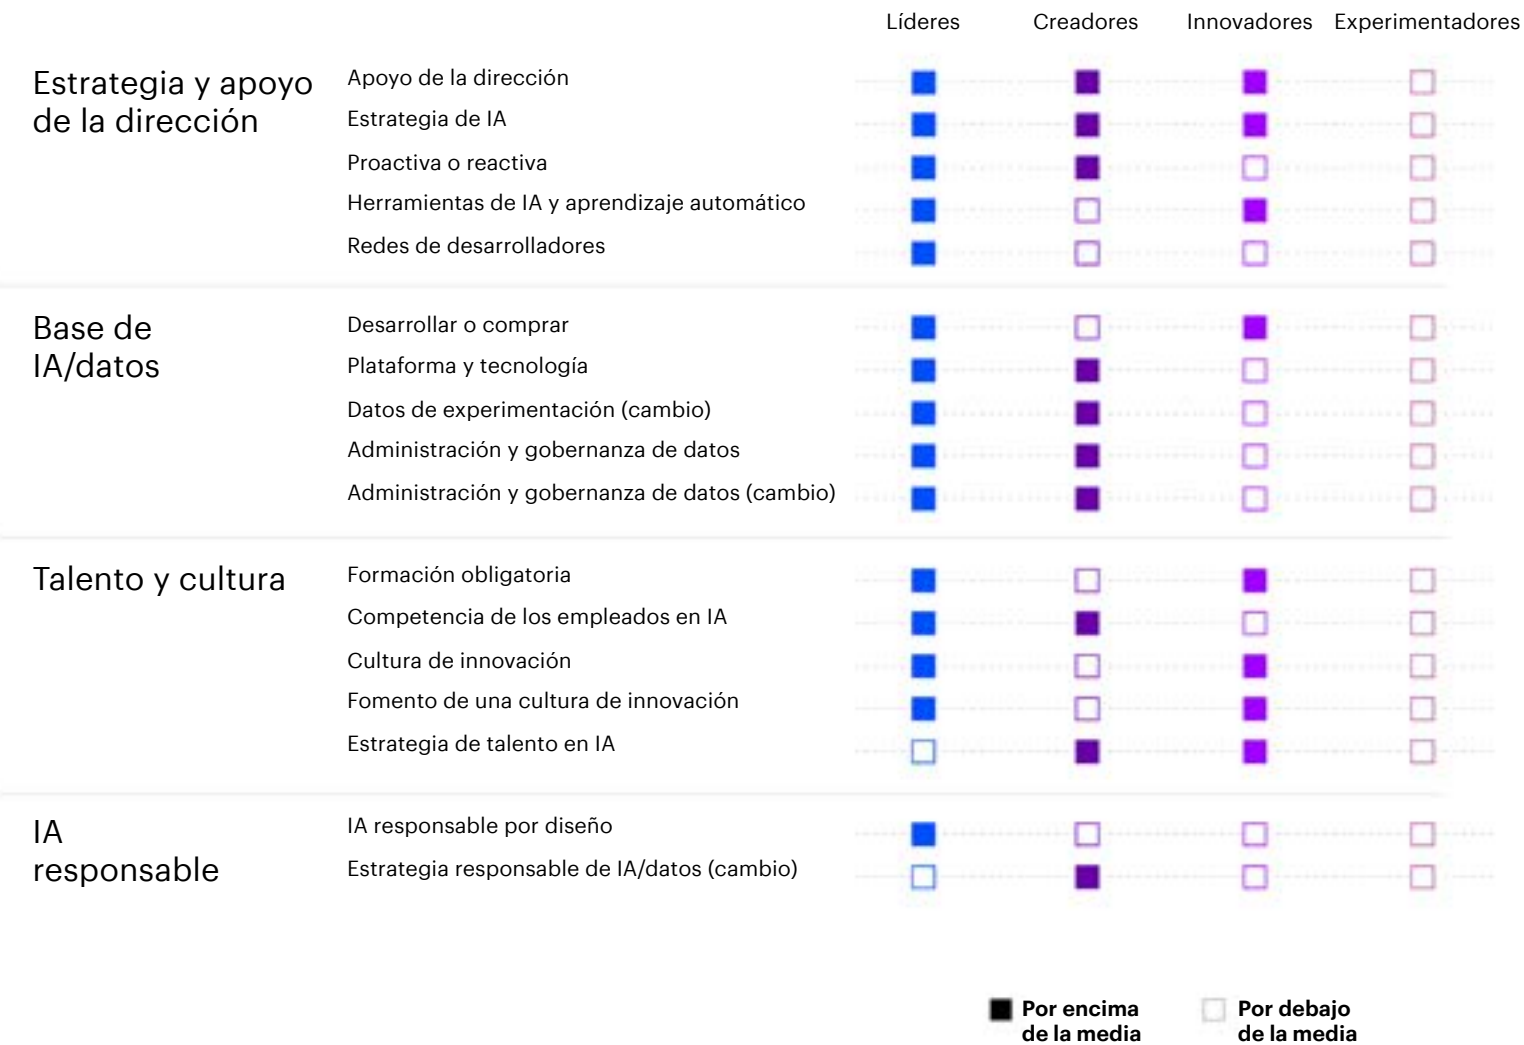 Líderes Creadores Innovadores Experimentadores
Estrategia y apoyo
de la dirección
Apoyo de la dirección
Estrategia de IA
Proactiva o reactiva
Herramientas de IA y aprendizaje automático
Redes de desarrolladores
Base de
IA/datos
Desarrollar o comprar
Plataforma y tecnología
Datos de experimentación (cambio)
Administración y gobernanza de datos
Administración y gobernanza de datos (cambio)
Talento y cultura
Formación obligatoria
Competencia de los empleados en IA
Cultura de innovación
Fomento de una cultura de innovación
Estrategia de talento en IA
IA
responsable
IA responsable por diseño
Estrategia responsable de IA/datos (cambio)
Por encima
de la media
Por debajo
de la media